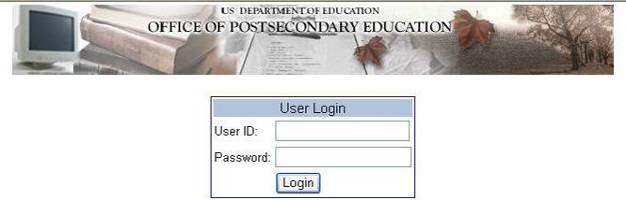 US DEPARTMENT OF EDUCATION
OFFICE OF POSTSECONDARY EDUCATION
User Login
User ID:
Password:
Login